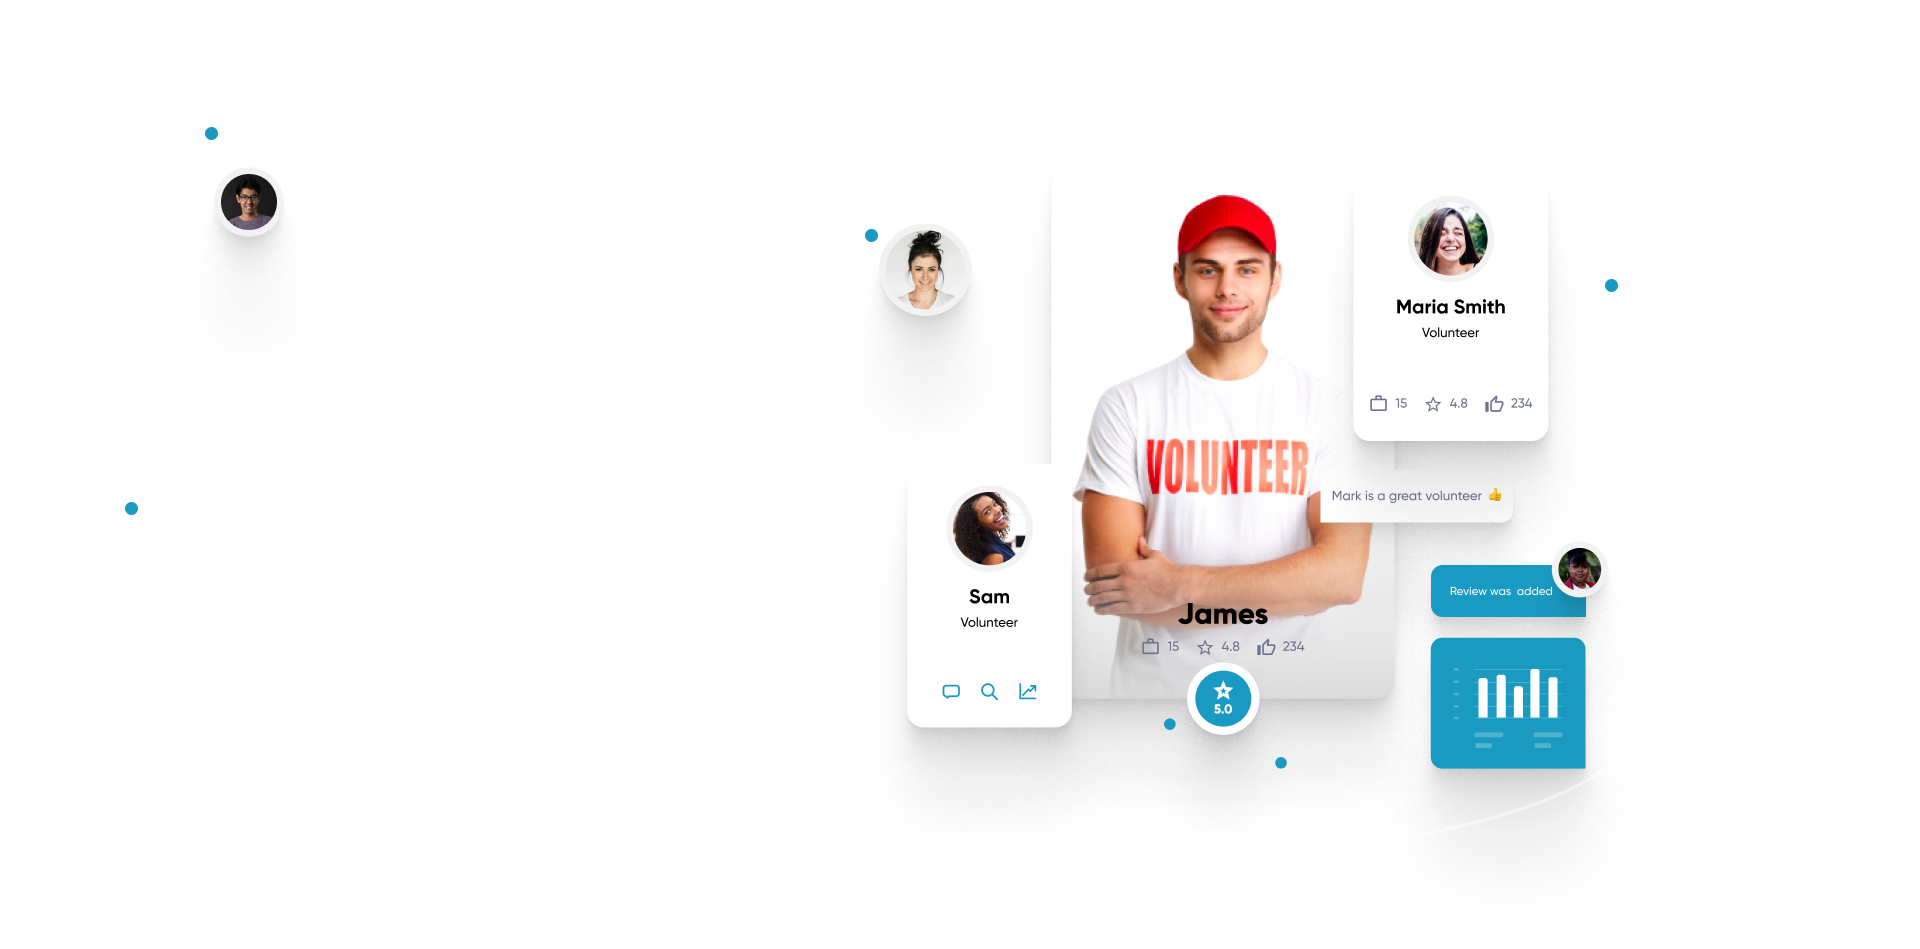 Maria Smith
Volunteer
15 4.8 234
VOLUNTEER
Mark is a great volunteer 👍
Sam
Volunteer
Review was added
James
15 4.8 234
5.0